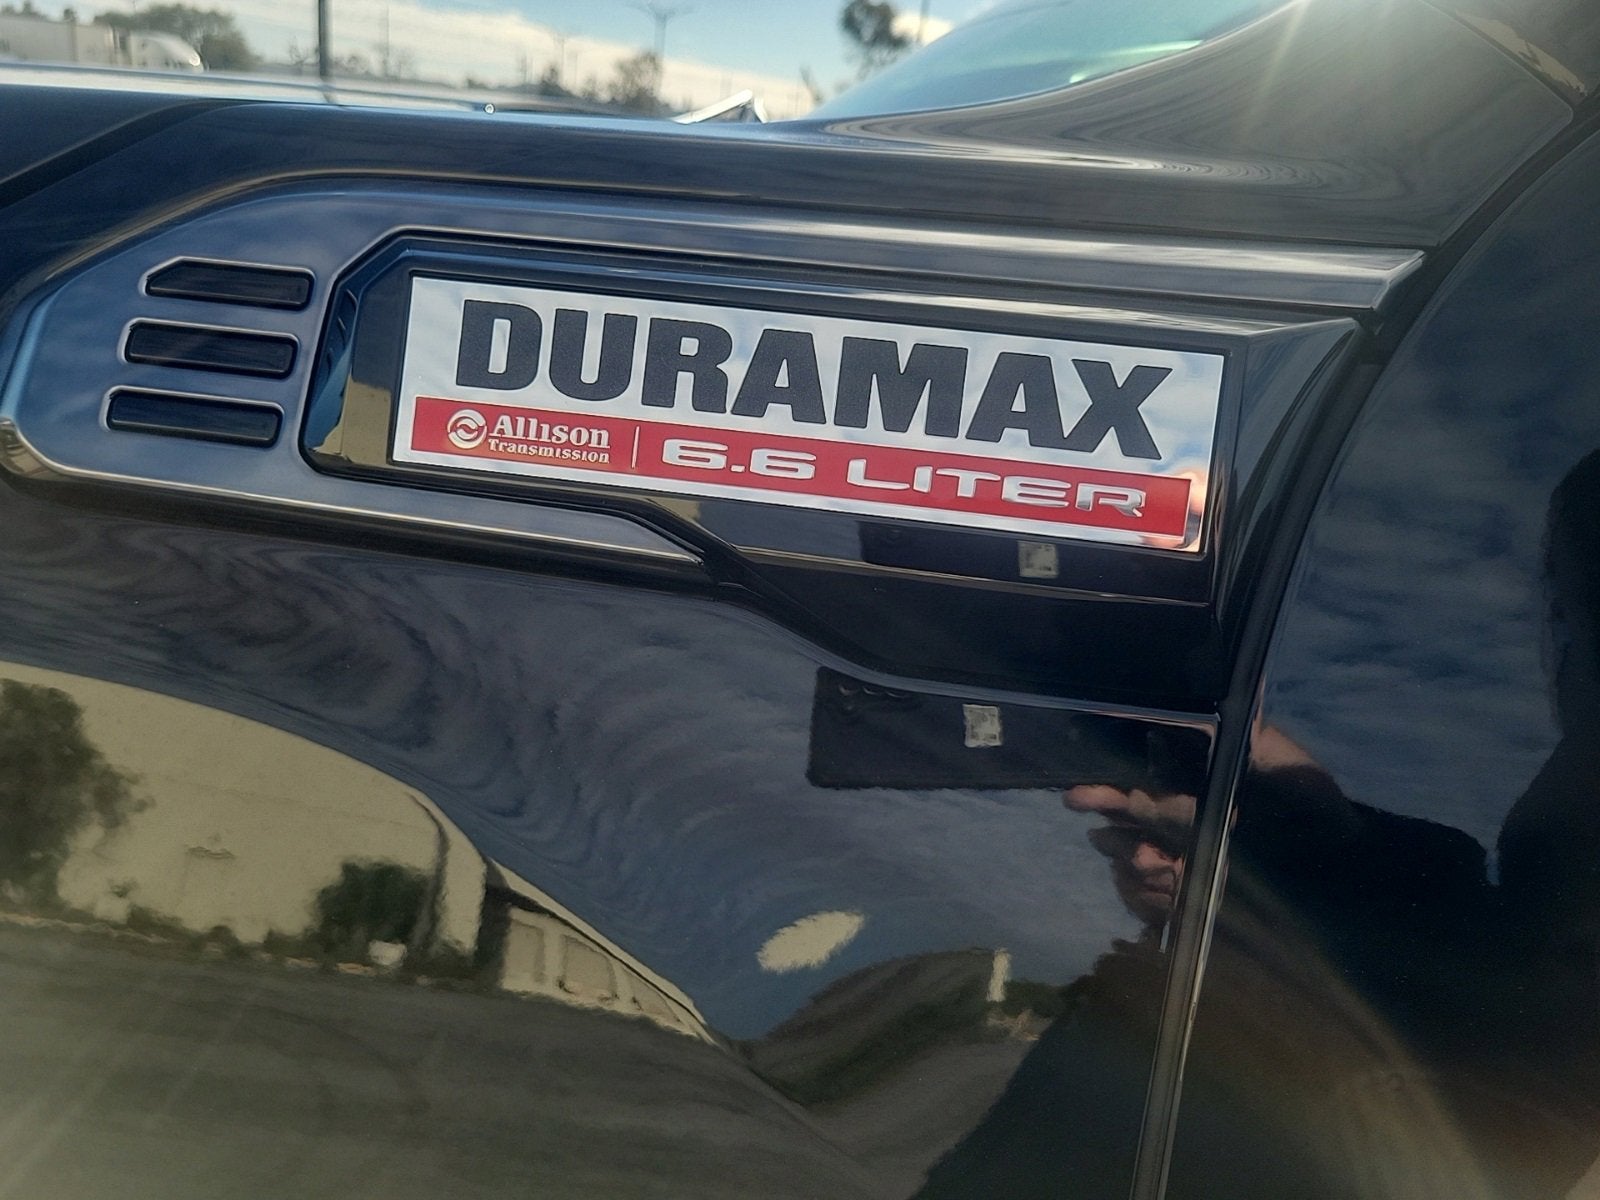 DURAMAX
Allison
Transmission
6.6 LITER